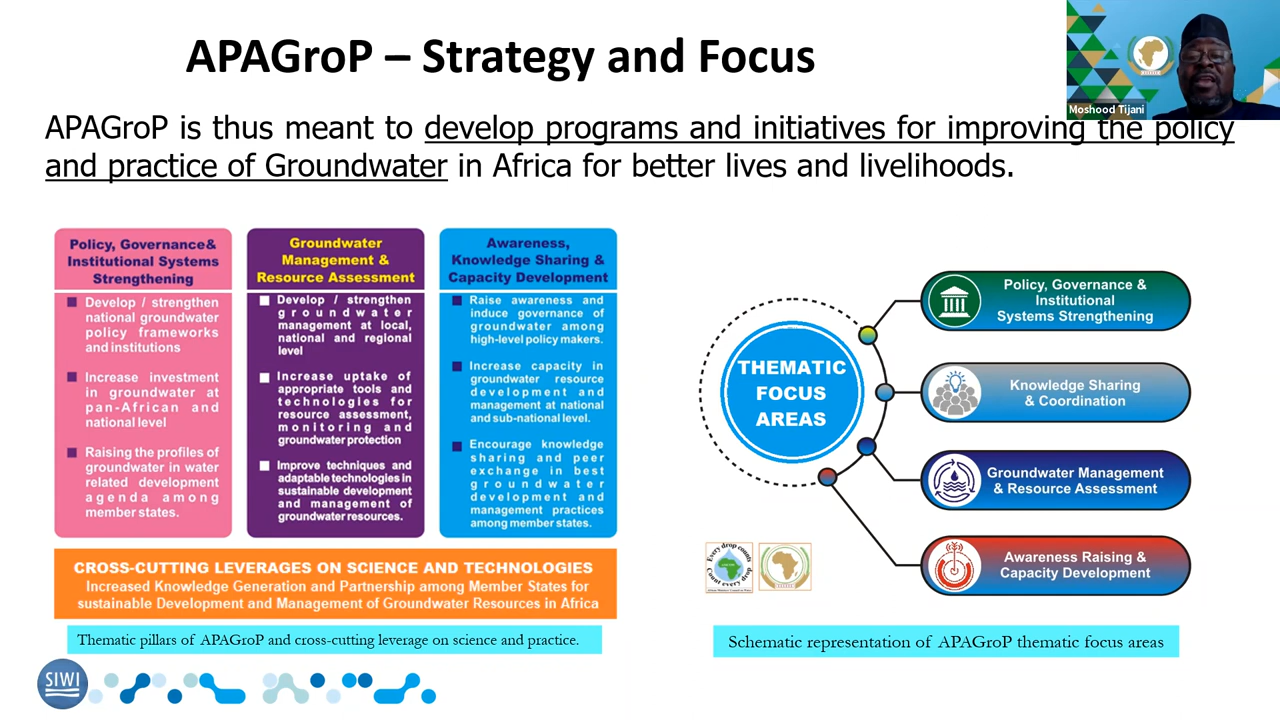 APAGroP – Strategy and Focus
Moshood Tijani
APAGroP is thus meant to develop programs and initiatives for improving the policy
and practice of Groundwater in Africa for better lives and livelihoods.
Policy, Governance&
Institutional Systems
Strengthening
Develop / strengthen
national groundwater
policy frameworks
and institutions
Increase investment
in groundwater at
pan-African and
national level
Raising the profiles of
groundwater in water
related development
agenda among
member states.
Groundwater
Management &
Resource Assessment
Develop / strengthen
groundwater
management at local,
national and regional
level
Increase uptake of
appropriate tools and
technologies for
resource assessment,
monitoring and
groundwater protection
Improve techniques and
adaptable technologies in
sustainable development
and management of
groundwater resources.
Awareness,
Knowledge Sharing &
Capacity Development
Raise awareness and
induce governance of
groundwater among
high-level policy makers.
Increase capacity in
groundwater resource
development and
management at national
and sub-national level.
Encourage knowledge
sharing and peer
exchange in best
groundwater
development and
management practices
among member states.
CROSS-CUTTING LEVERAGES ON SCIENCE AND TECHNOLOGIES
Increased Knowledge Generation and Partnership among Member States for
sustainable Development and Management of Groundwater Resources in Africa
Thematic pillars of APAGroP and cross-cutting leverage on science and practice.
THEMATIC
FOCUS
AREAS
Policy, Governance &
Institutional
Systems Strengthening
Knowledge Sharing
& Coordination
Groundwater Management
& Resource Assessment
Awareness Raising &
Capacity Development
Every drop counts
Count every drop
Schematic representation of APAGroP thematic focus areas
SIWI